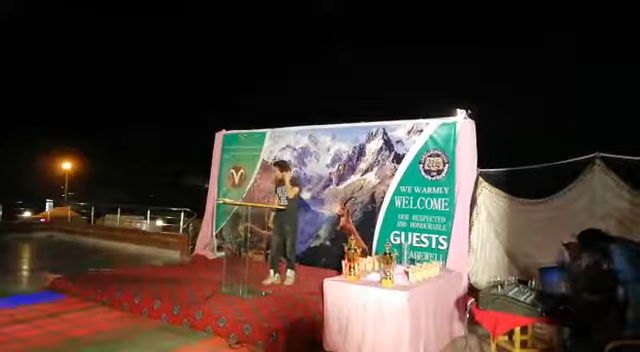 WE WARMLY
WELCOME
OUR RESPECTED
AND HONOURABLE
GUESTS